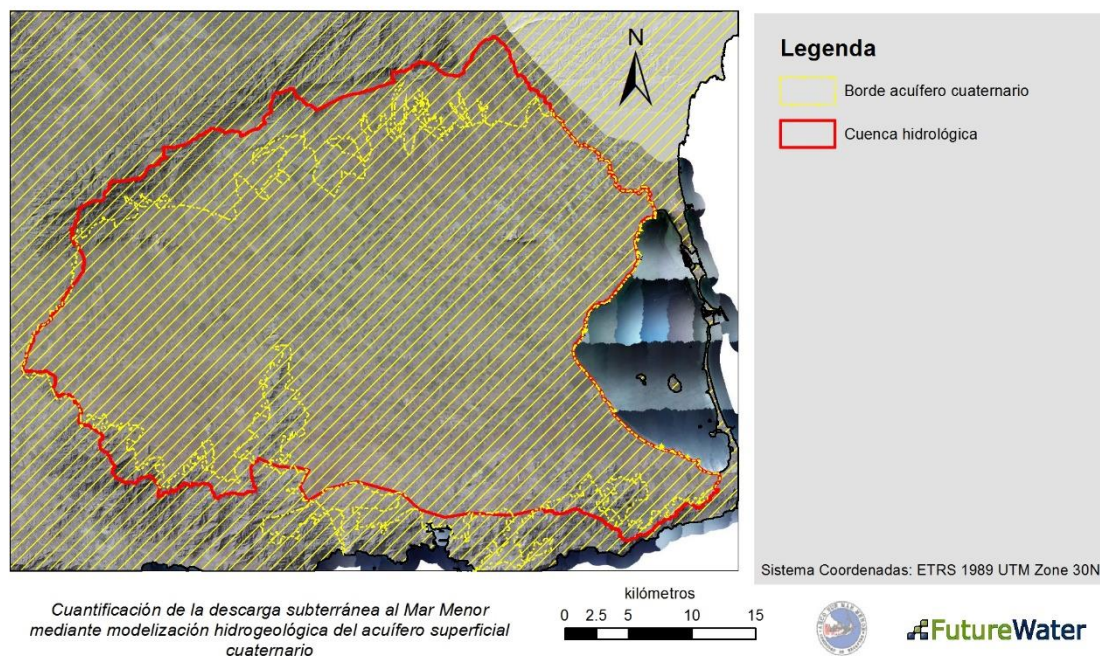 N
Legenda
Borde acuífero cuaternario
Cuenca hidrológica
Sistema Coordenadas: ETRS 1989 UTM Zone 30N
Cuantificación de la descarga subterránea al Mar Menor
mediante modelización hidrogeológica del acuífero superficial
cuaternario
kilómetros
0 2.5 5 10 15
FutureWater